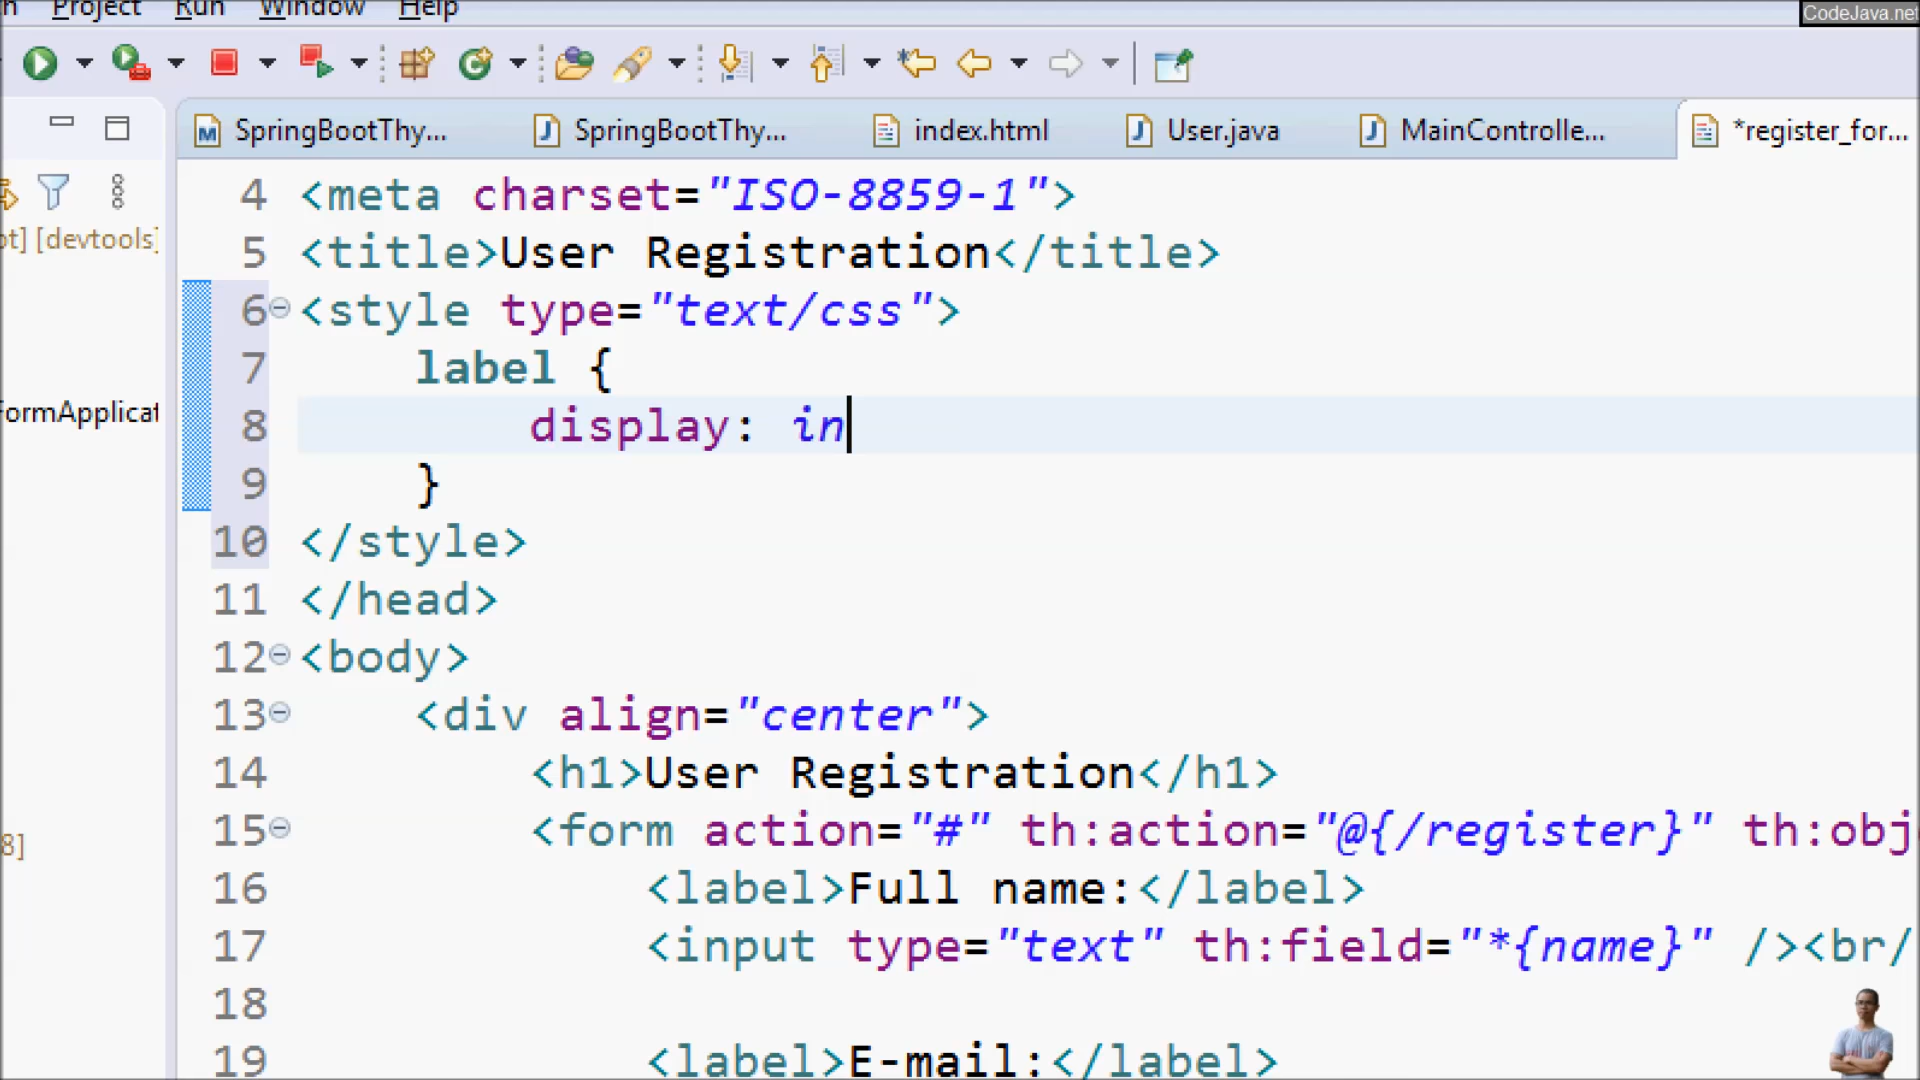 Project Run Window Help
CodeJava.net
SpringBootThy... SpringBootThy... index.html User.java MainControlle... *register_for...
[devtools]
4 <meta charset="ISO-8859-1">
5 <title>User Registration</title>
6 <style type="text/css">
7 label {
8 display: in
9 }
10 </style>
11 </head>
12 <body>
13 <div align="center">
14 <h1>User Registration</h1>
15 <form action="#" th:action="@{/register}" th:obj
16 <label>Full name:</label>
17 <input type="text" th:field="*{name}" /><br/
18
19 <label>E-mail:</label>
ormApplicat
8]